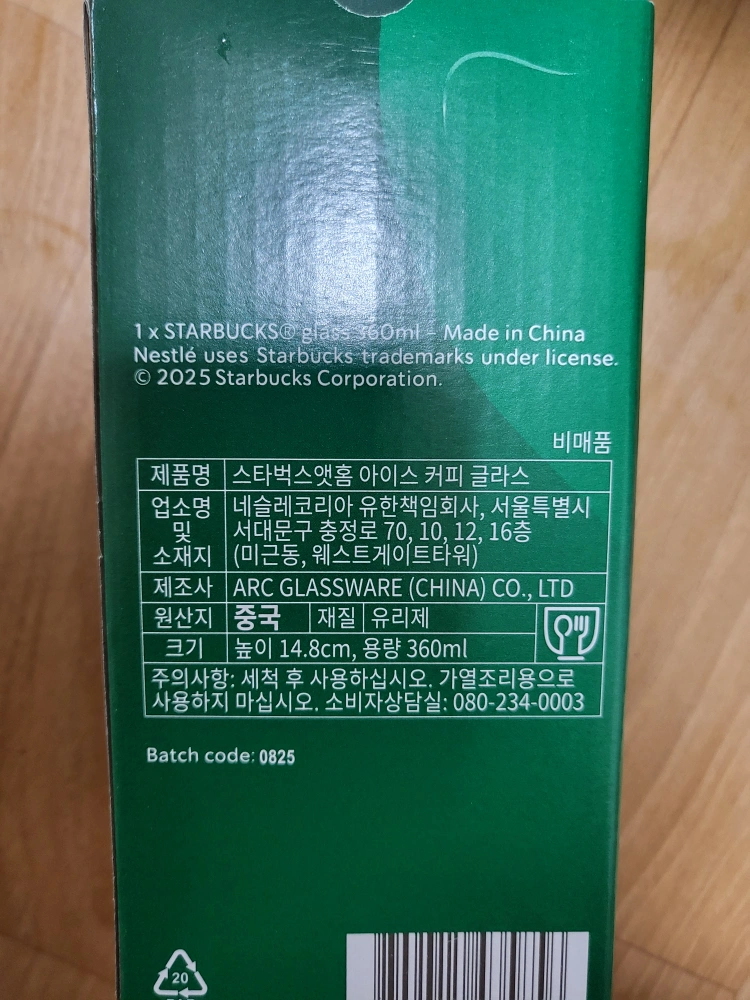 1 x STARBUCKS® glass 360ml - Made in China
Nestlé uses Starbucks trademarks under license.
© 2025 Starbucks Corporation.
비매품
제품명 스타벅스앳홈 아이스 커피 글라스
업소명 및 소재지 네슬레코리아 유한책임회사, 서울특별시
서대문구 충정로 70, 10, 12, 16층
(미근동, 웨스트게이트타워)
제조사 ARC GLASSWARE (CHINA) CO., LTD
원산지 중국 재질 유리제
크기 높이 14.8cm, 용량 360ml
주의사항: 세척 후 사용하십시오. 가열조리용으로
사용하지 마십시오. 소비자상담실: 080-234-0003
Batch code: 0825
20